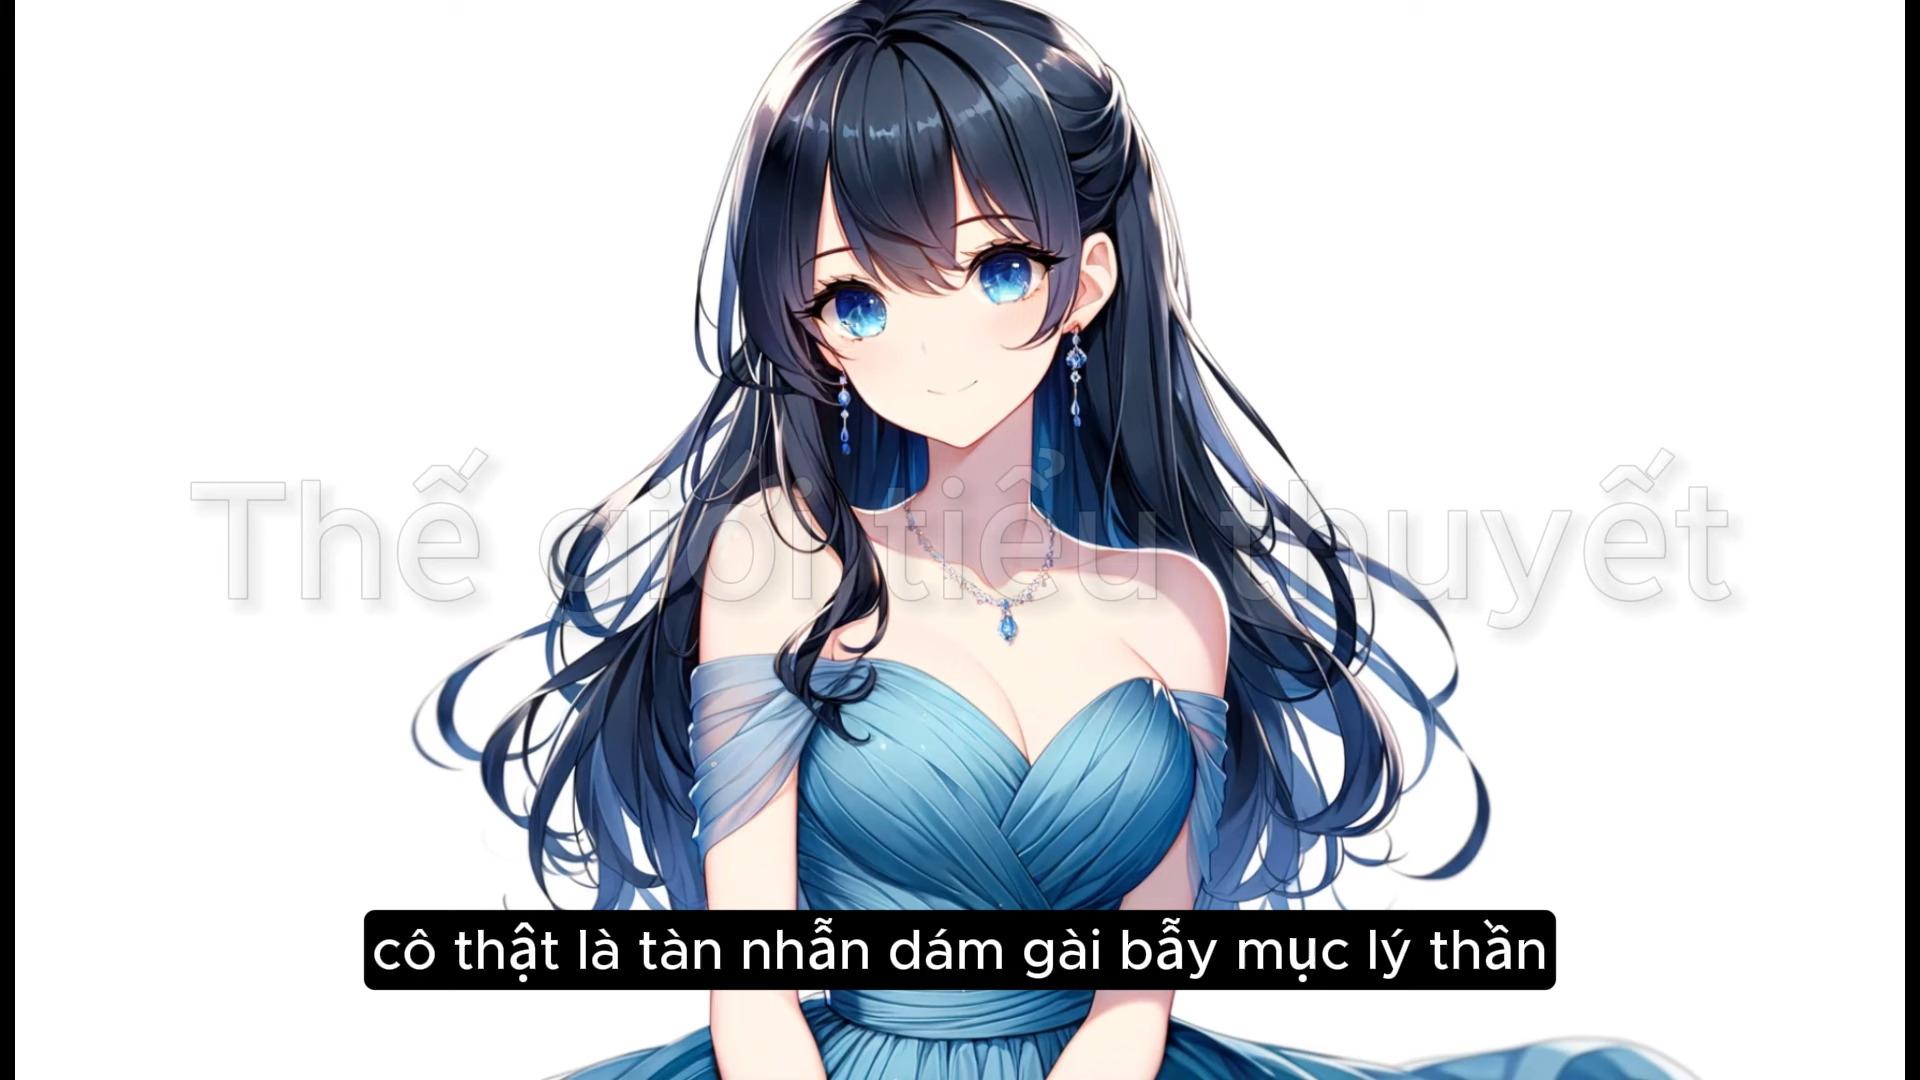 Thế giới tiểu thuyết
cô thật là tàn nhẫn dám gài bẫy mục lý thần